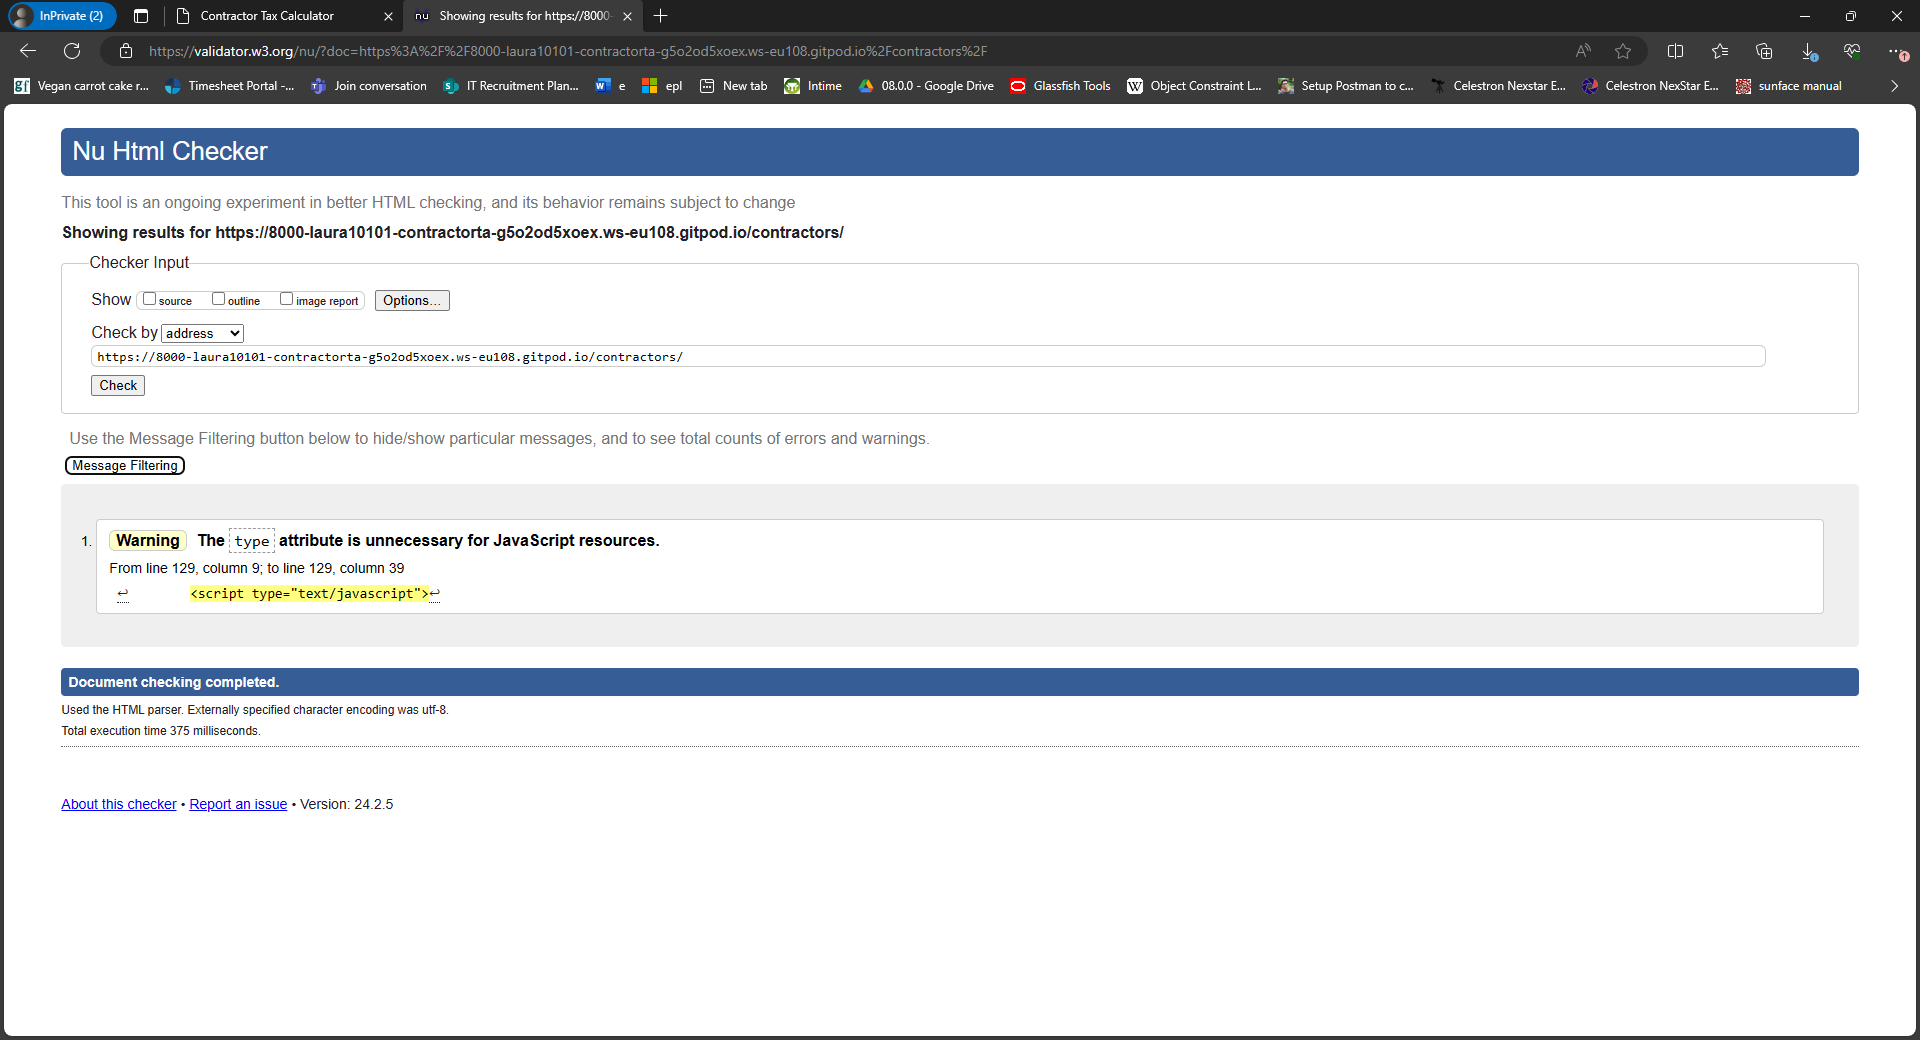 InPrivate (2)
Contractor Tax Calculator
nu Showing results for https://8000-
https://validator.w3.org/nu/?doc=https%3A%2F%2F8000-laura10101-contractorta-g5o2od5xoex.ws-eu108.gitpod.io%2Fcontractors%2F
gf Vegan carrot cake r...
Timesheet Portal -...
Join conversation
IT Recruitment Plan...
e
epl
New tab
Intime
08.0.0 - Google Drive
Glassfish Tools
W Object Constraint L...
Setup Postman to c...
Celestron Nexstar E...
Celestron NexStar E...
sunface manual
Nu Html Checker
This tool is an ongoing experiment in better HTML checking, and its behavior remains subject to change
Showing results for https://8000-laura10101-contractorta-g5o2od5xoex.ws-eu108.gitpod.io/contractors/
Checker Input
Show source outline image report Options...
Check by address
https://8000-laura10101-contractorta-g5o2od5xoex.ws-eu108.gitpod.io/contractors/
Check
Use the Message Filtering button below to hide/show particular messages, and to see total counts of errors and warnings.
Message Filtering
1. Warning The type attribute is unnecessary for JavaScript resources.
From line 129, column 9; to line 129, column 39
↩ <script type="text/javascript">↩
Document checking completed.
Used the HTML parser. Externally specified character encoding was utf-8.
Total execution time 375 milliseconds.
About this checker • Report an issue • Version: 24.2.5